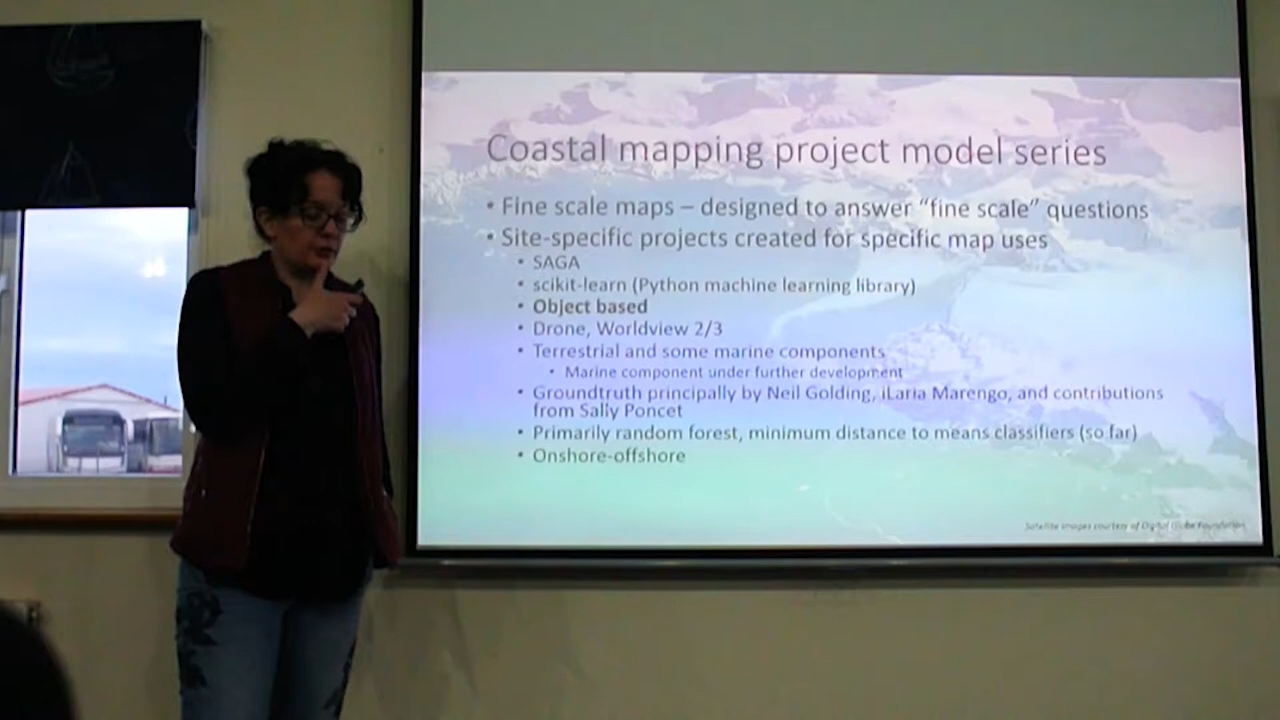 Coastal mapping project model series
• Fine scale maps – designed to answer “fine scale” questions
• Site-specific projects created for specific map uses
• SAGA
• scikit-learn (Python machine learning library)
• Object based
• Drone, Worldview 2/3
• Terrestrial and some marine components
• Marine component under further development
• Groundtruth principally by Neil Golding, iLaria Marengo, and contributions
from Sally Poncet
• Primarily random forest, minimum distance to means classifiers (so far)
• Onshore-offshore
Satellite images courtesy of Digital Globe Foundation